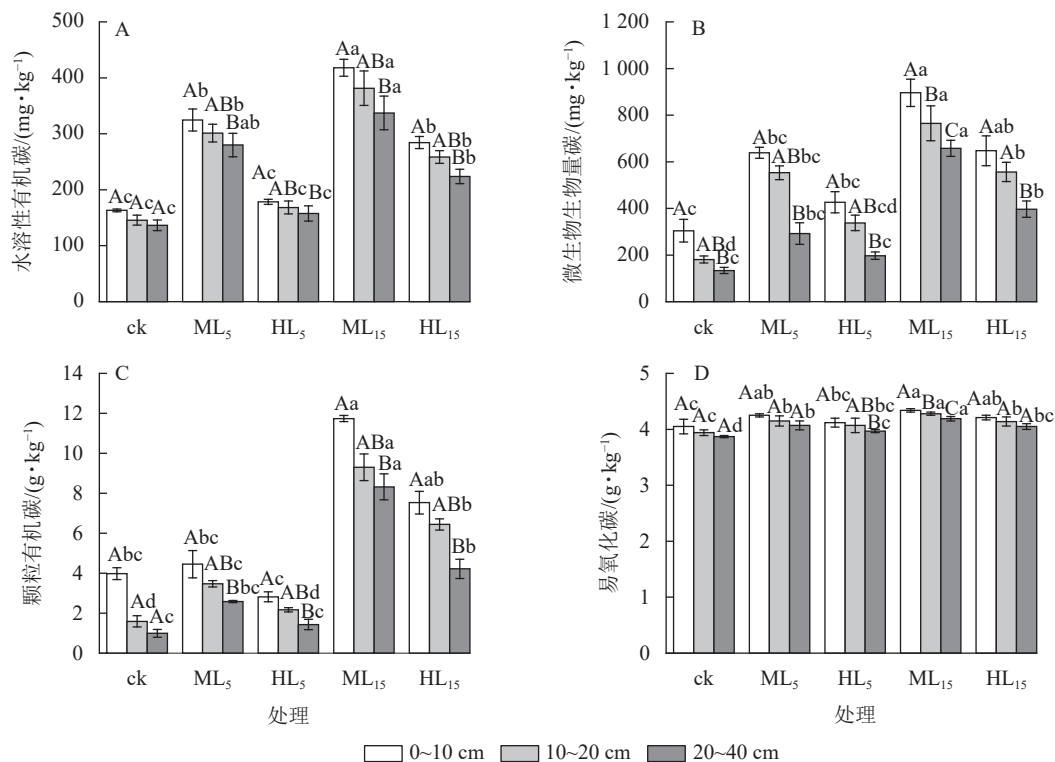 A
水溶性有机碳/(mg·kg⁻¹)
500
400
300
200
100
0
Ac Ac Ac
Ab ABb Bab
Ac ABc Bc
Aa ABa Ba
Ab ABb Bb
ck ML₅ HL₅ ML₁₅ HL₁₅
B
微生物生物量碳/(mg·kg⁻¹)
1 200
1 000
800
600
400
200
0
Ac ABd Bc
Abc ABbc Bbc
Abc ABcd Bc
Aa Ba Ca
Aab Ab Bb
ck ML₅ HL₅ ML₁₅ HL₁₅
C
颗粒有机碳/(g·kg⁻¹)
14
12
10
8
6
4
2
0
Abc Ad Ac
Abc ABc Bbc
Ac ABd Bc
Aa ABa Ba
Aab ABb Bb
ck ML₅ HL₅ ML₁₅ HL₁₅
处理
D
易氧化碳/(g·kg⁻¹)
5
4
3
2
1
0
Ac Ac Ad
Aab Ab Ab
Abc ABbc Bc
Aa Ba Ca
Aab Ab Abc
ck ML₅ HL₅ ML₁₅ HL₁₅
处理
0~10 cm 10~20 cm 20~40 cm